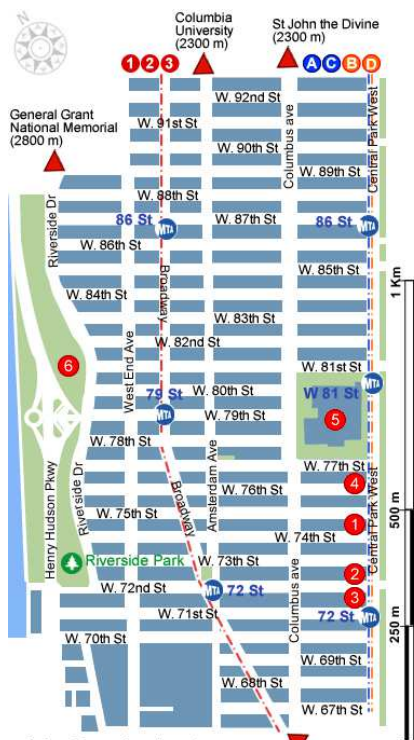 N
Columbia
University
(2300 m)
St John the Divine
(2300 m)
1 2 3
A C B D
General Grant
National Memorial
(2800 m)
W. 92nd St
W. 91st St
W. 90th St
W. 89th St
W. 88th St
86 St
MTA
W. 87th St
86 St
MTA
W. 86th St
W. 85th St
W. 84th St
W. 83th St
W. 82nd St
W. 81st St
MTA
W 81 St
W. 80th St
79 St
MTA
W. 79th St
W. 78th St
W. 77th St
W. 76th St
W. 75th St
W. 74th St
W. 73th St
W. 72nd St
72 St
MTA
72 St
MTA
W. 71st St
W. 70th St
W. 69th St
W. 68th St
W. 67th St
Riverside Dr
Riverside Dr
Henry Hudson Pkwy
West End Ave
Broadway
Broadway
Amsterdam Ave
Columbus ave
Columbus ave
Central Park West
Central Park West
Riverside Park
6
5
4
1
2
3
1 Km
500 m
250 m